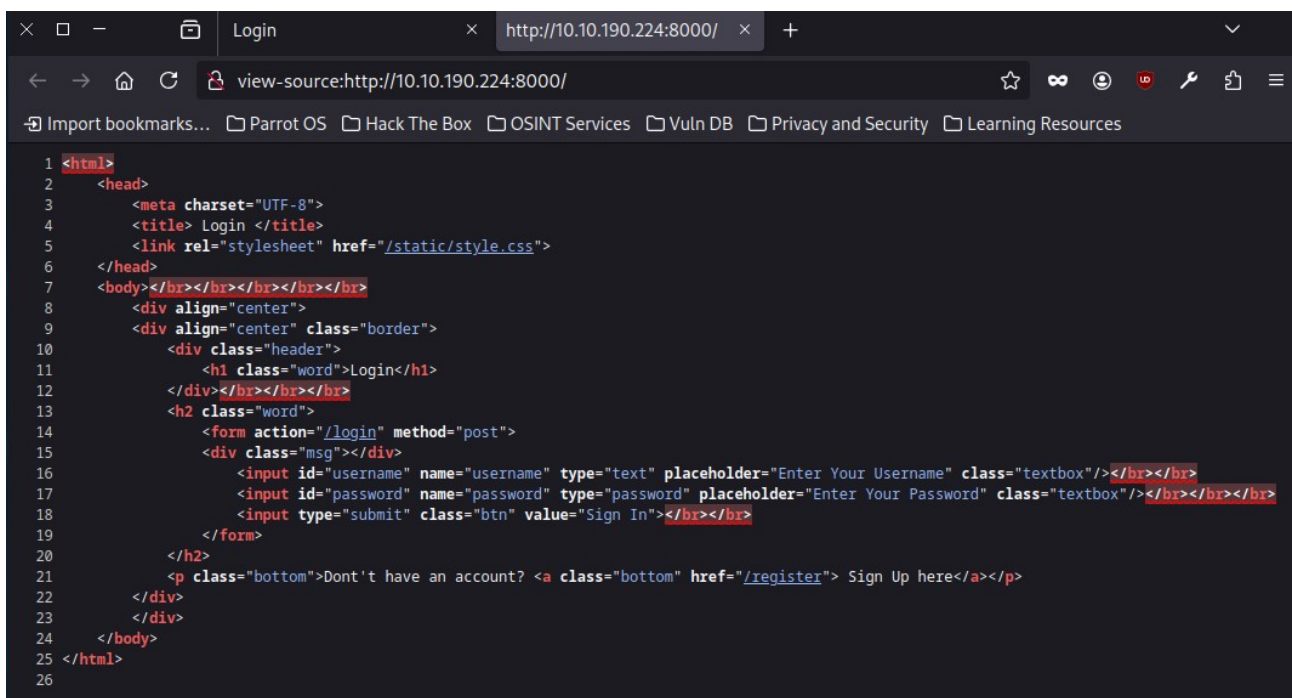 Login
http://10.10.190.224:8000/
view-source:http://10.10.190.224:8000/
Import bookmarks... Parrot OS Hack The Box OSINT Services Vuln DB Privacy and Security Learning Resources
1 <html>
2 <head>
3 <meta charset="UTF-8">
4 <title> Login </title>
5 <link rel="stylesheet" href="/static/style.css">
6 </head>
7 <body></br></br></br></br></br>
8 <div align="center">
9 <div align="center" class="border">
10 <div class="header">
11 <h1 class="word">Login</h1>
12 </div></br></br></br>
13 <h2 class="word">
14 <form action="/login" method="post">
15 <div class="msg"></div>
16 <input id="username" name="username" type="text" placeholder="Enter Your Username" class="textbox"/></br></br>
17 <input id="password" name="password" type="password" placeholder="Enter Your Password" class="textbox"/></br></br></br>
18 <input type="submit" class="btn" value="Sign In"></br></br>
19 </form>
20 </h2>
21 <p class="bottom">Dont't have an account? <a class="bottom" href="/register"> Sign Up here</a></p>
22 </div>
23 </div>
24 </body>
25 </html>
26